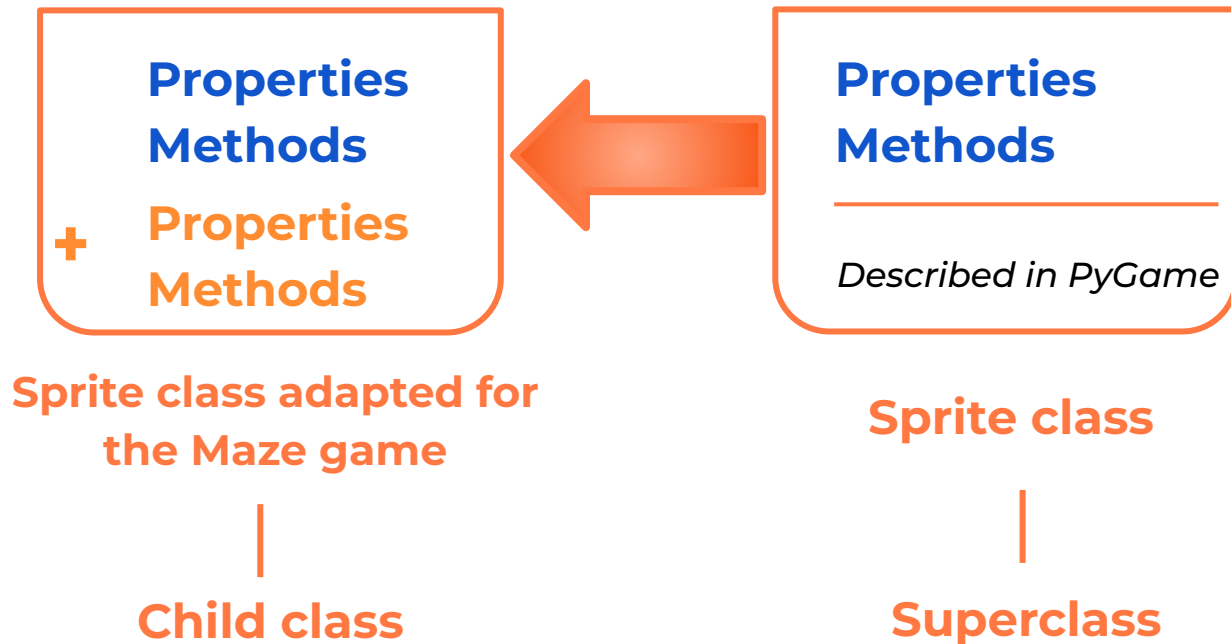 Properties
Methods
+
Properties
Methods
Sprite class adapted for
the Maze game
Child class
Properties
Methods
Described in PyGame
Sprite class
Superclass